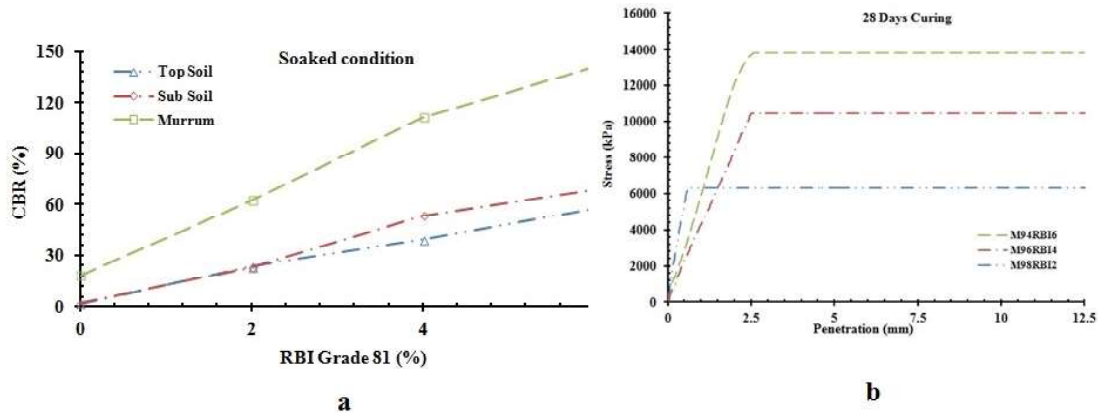 150
120
90
60
30
0
CBR (%)
Soaked condition
Top Soil
Sub Soil
Murrum
0 2 4
RBI Grade 81 (%)
a
16000
14000
12000
10000
8000
6000
4000
2000
0
Stress (kPa)
28 Days Curing
M94RBI6
M96RBI4
M98RBI2
0 2.5 5 7.5 10 12.5
Penetration (mm)
b